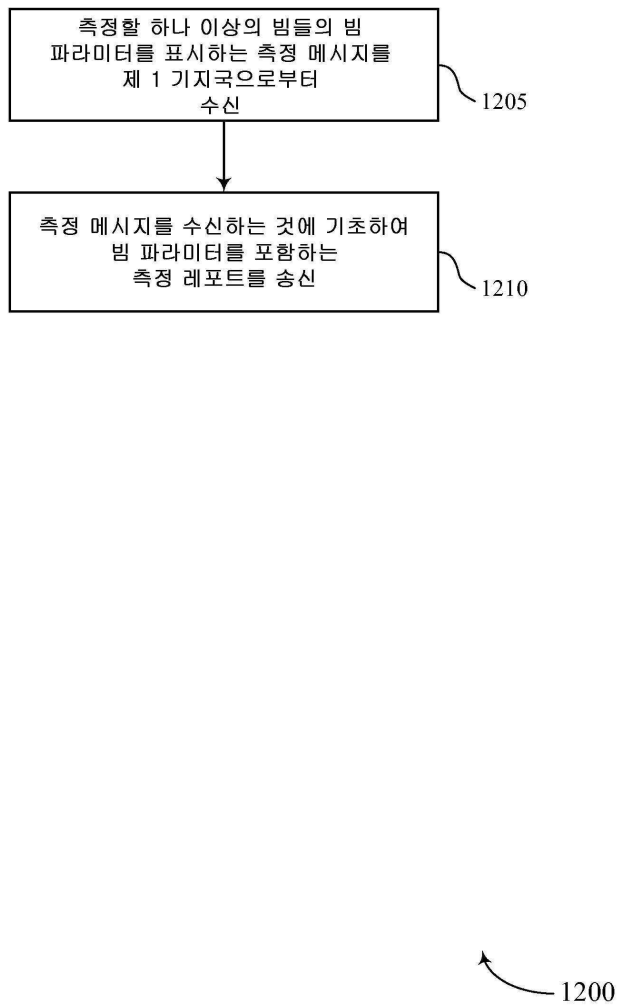 측정할 하나 이상의 빔들의 빔
파라미터를 표시하는 측정 메시지를
제 1 기지국으로부터
수신
1205
측정 메시지를 수신하는 것에 기초하여
빔 파라미터를 포함하는
측정 레포트를 송신
1210
1200